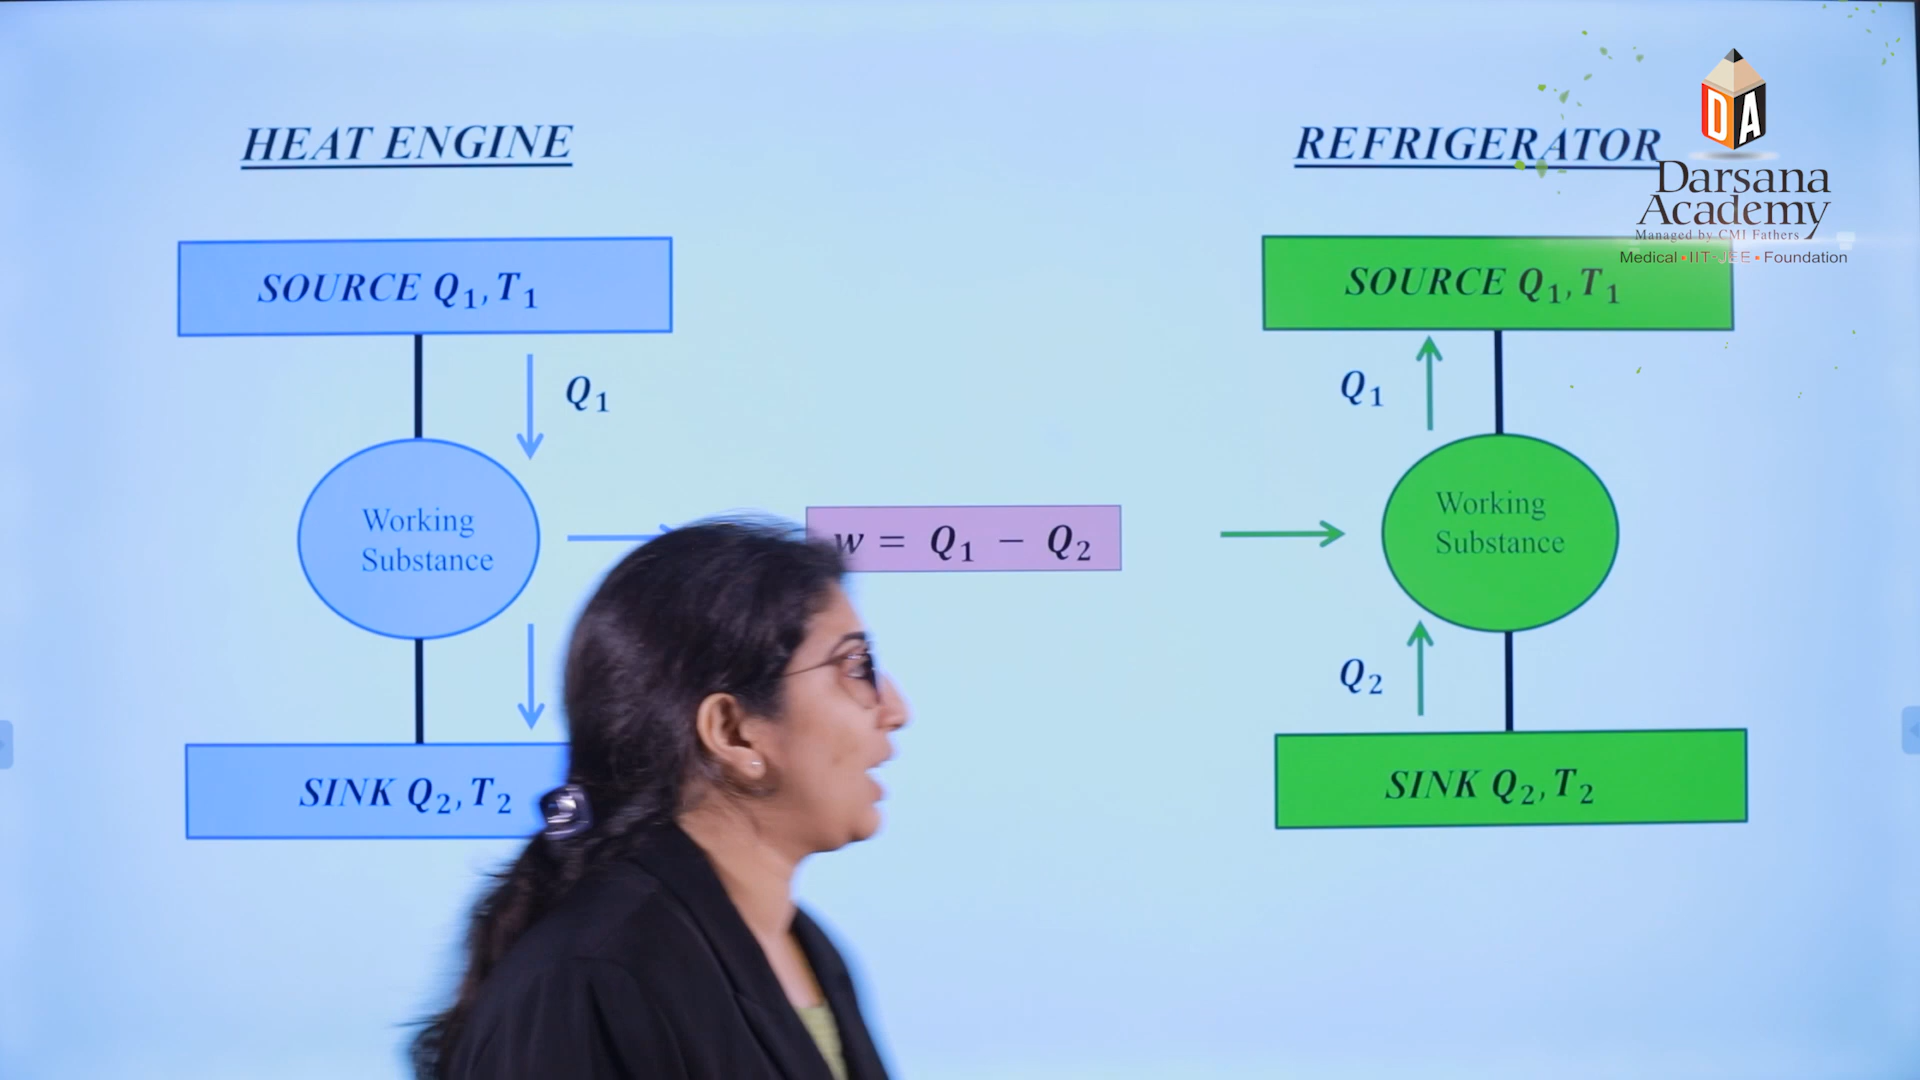 HEAT ENGINE
SOURCE Q₁, T₁
Q₁
Working
Substance
SINK Q₂, T₂
w = Q₁ − Q₂
REFRIGERATOR
SOURCE Q₁, T₁
Q₁
Working
Substance
Q₂
SINK Q₂, T₂
DA
Darsana
Academy
Managed by CMI Fathers
Medical • IIT-JEE • Foundation